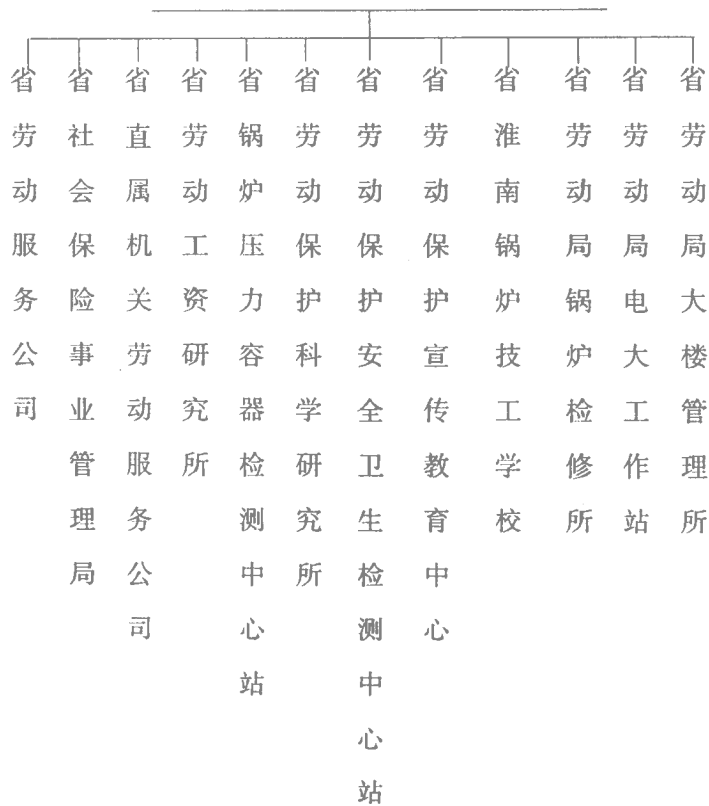 省劳动服务公司
省社会保险事业管理局
省直属机关劳动服务公司
省劳动工资研究所
省锅炉压力容器检测中心站
省劳动保护科学研究所
省劳动保护安全卫生检测中心站
省劳动保护宣传教育中心
省淮南锅炉技工学校
省劳动局锅炉检修所
省劳动局电大工作站
省劳动局大楼管理所